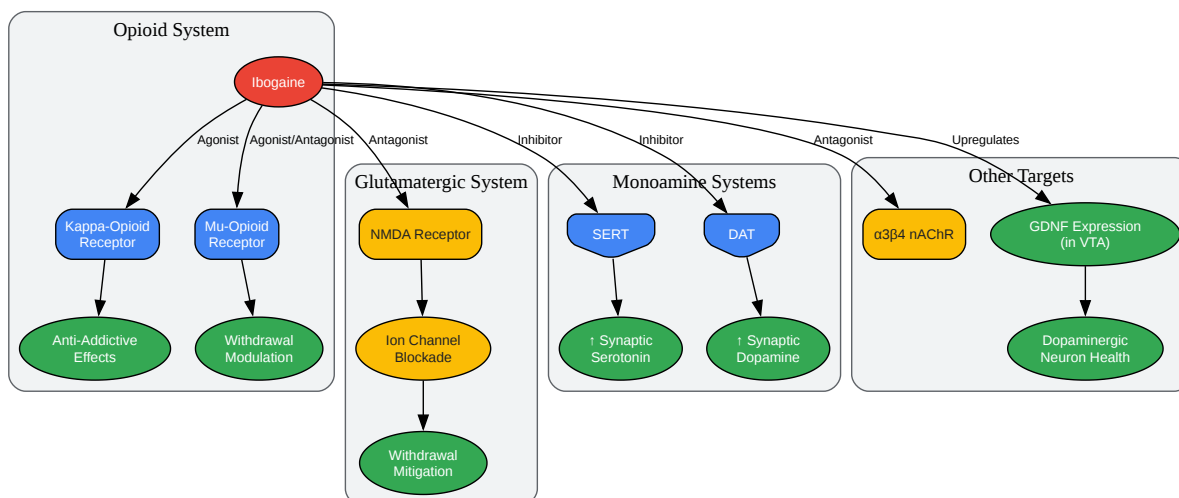 Opioid System
Ibogaine
Agonist
Agonist/Antagonist
Antagonist
Inhibitor
Inhibitor
Antagonist
Upregulates
Glutamatergic System
Monoamine Systems
Other Targets
Kappa-Opioid
Receptor
Mu-Opioid
Receptor
NMDA Receptor
SERT
DAT
α3β4 nAChR
GDNF Expression
(in VTA)
Anti-Addictive
Effects
Withdrawal
Modulation
Ion Channel
Blockade
↑ Synaptic
Serotonin
↑ Synaptic
Dopamine
Dopaminergic
Neuron Health
Withdrawal
Mitigation